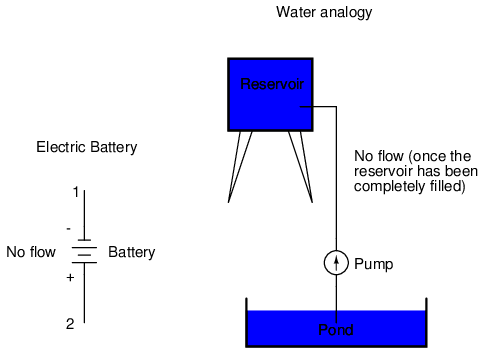 Water analogy
Reservoir
Electric Battery
No flow (once the
reservoir has been
completely filled)
1
-
No flow
Battery
+
Pump
2
Pond